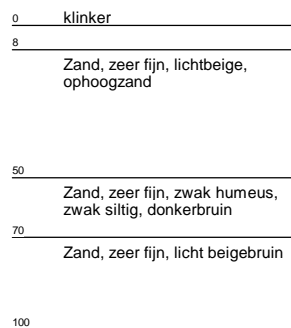 0 klinker
8
Zand, zeer fijn, lichtbeige,
ophoogzand
50
Zand, zeer fijn, zwak humeus,
zwak siltig, donkerbruin
70
Zand, zeer fijn, licht beigebruin
100